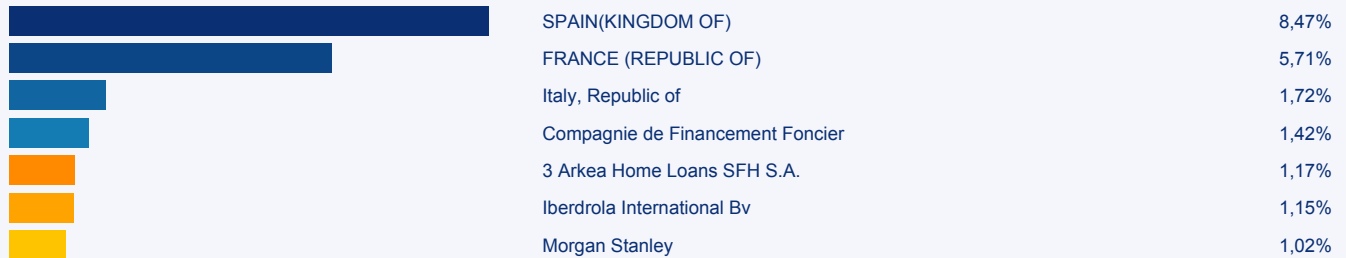 SPAIN(KINGDOM OF) 8,47%
FRANCE (REPUBLIC OF) 5,71%
Italy, Republic of 1,72%
Compagnie de Financement Foncier 1,42%
3 Arkea Home Loans SFH S.A. 1,17%
Iberdrola International Bv 1,15%
Morgan Stanley 1,02%